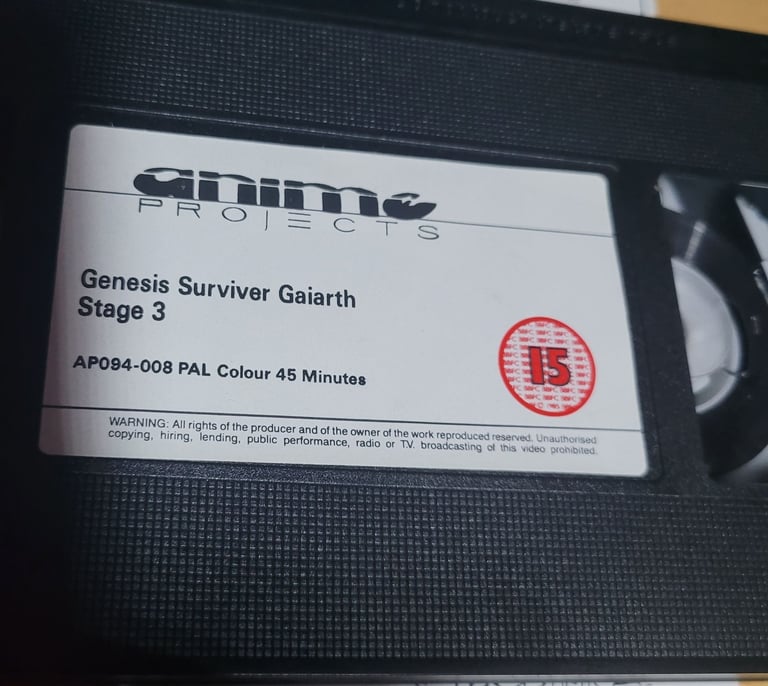 anime
PROJECTS
Genesis Surviver Gaiarth
Stage 3
AP094-008 PAL Colour 45 Minutes
15
WARNING: All rights of the producer and of the owner of the work reproduced reserved. Unauthorised
copying, hiring, lending, public performance, radio or T.V. broadcasting of this video prohibited.